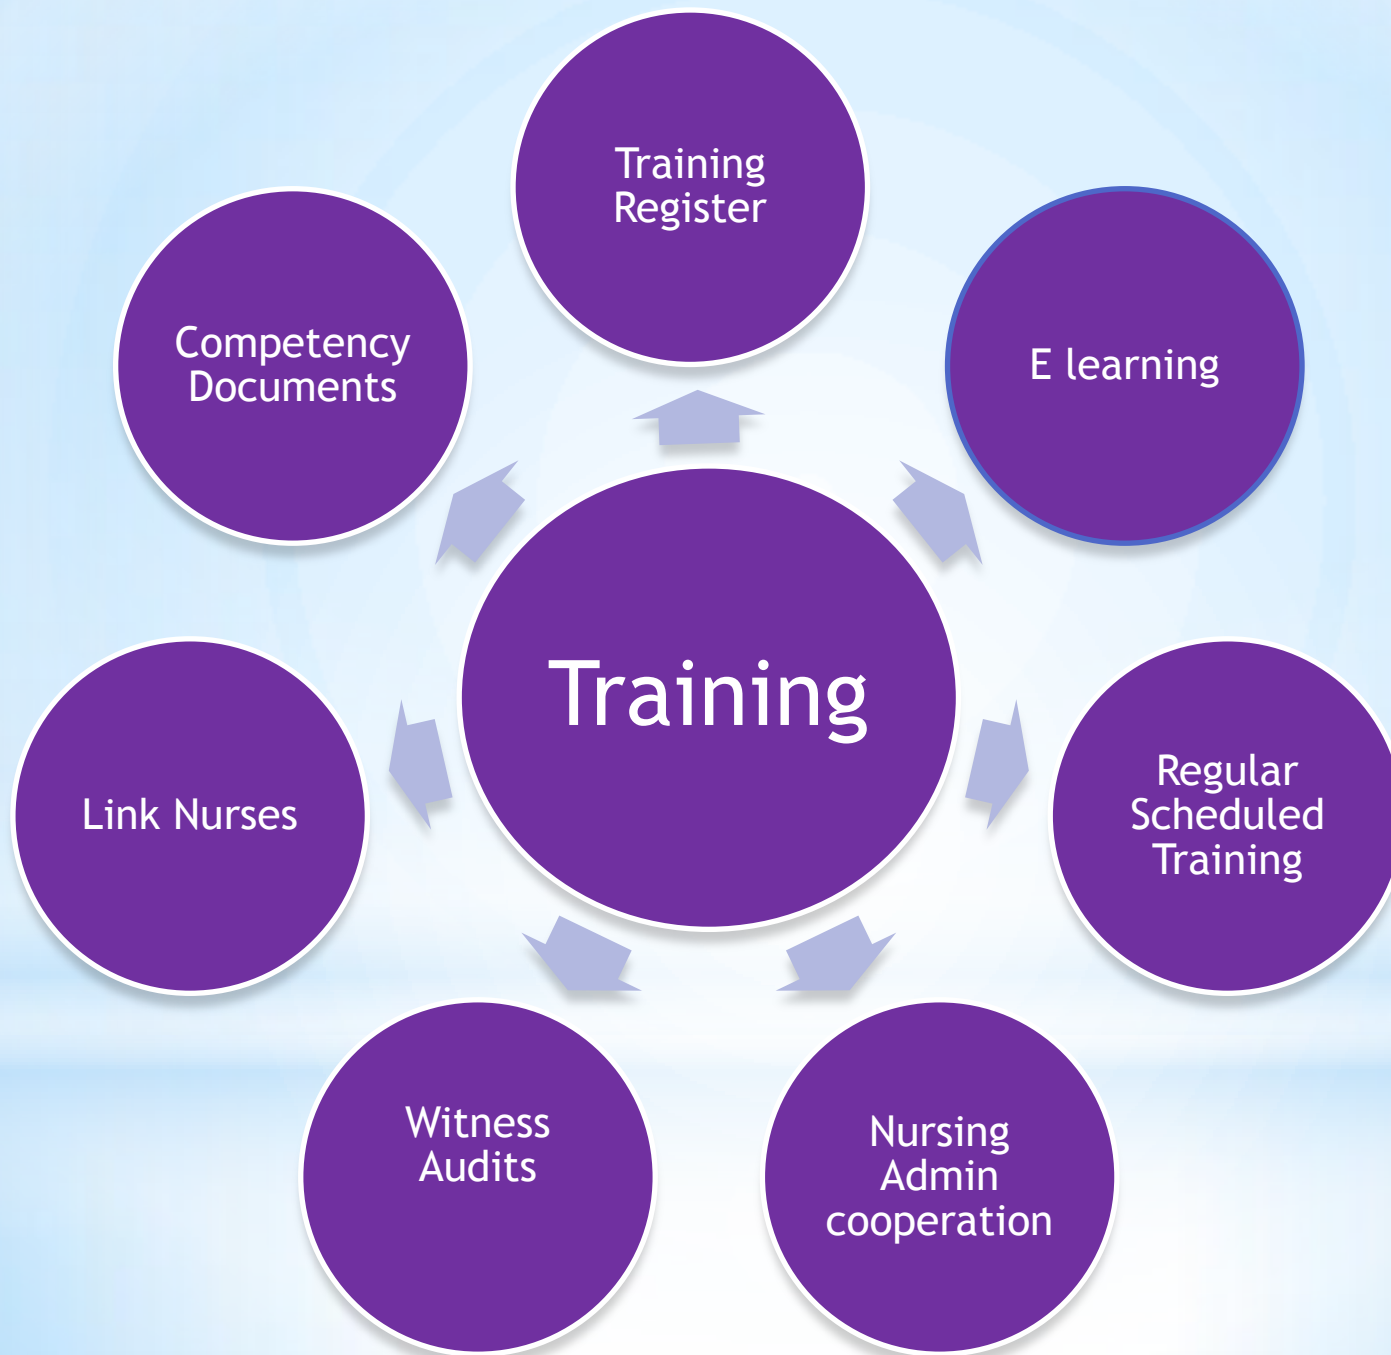 Training
Register
Competency
Documents
E learning
Training
Link Nurses
Regular
Scheduled
Training
Witness
Audits
Nursing
Admin
cooperation